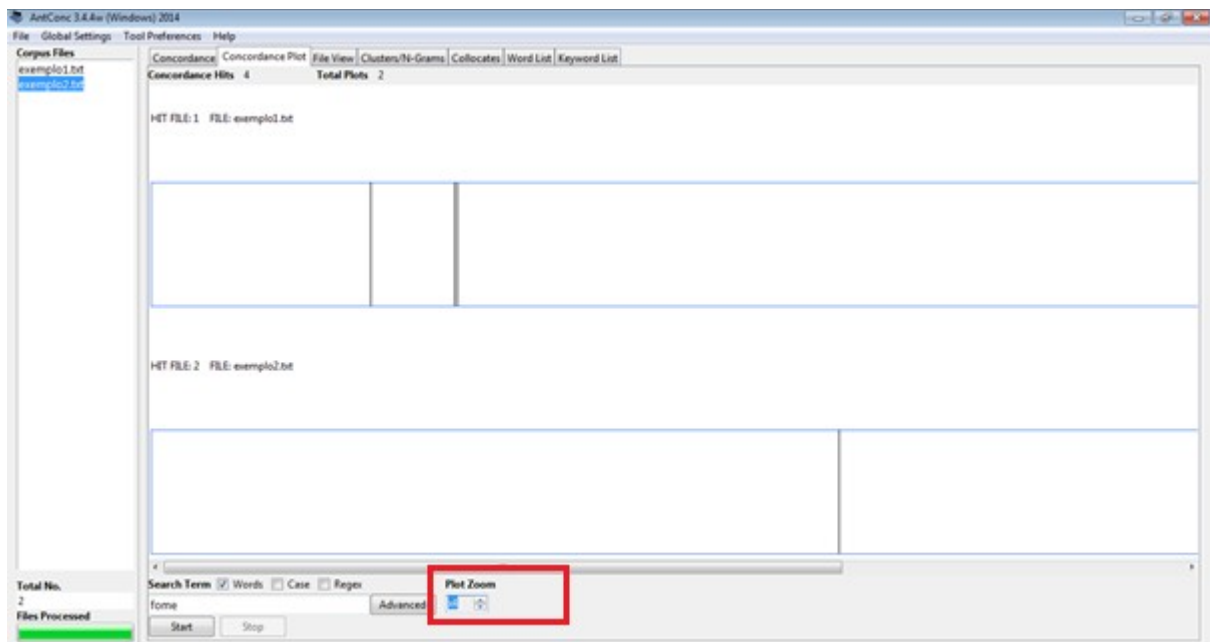 AntConc 3.4.4w (Windows) 2014
File Global Settings Tool Preferences Help
Corpus Files
exemplo1.txt
exemplo2.txt
Concordance Concordance Plot File View Clusters/N-Grams Collocates Word List Keyword List
Concordance Hits 4 Total Plots 2
HIT FILE: 1 FILE: exemplo1.txt
HIT FILE: 2 FILE: exemplo2.txt
Total No.
2
Files Processed
Search Term Words Case Regex Plot Zoom
fome Advanced
Start Stop